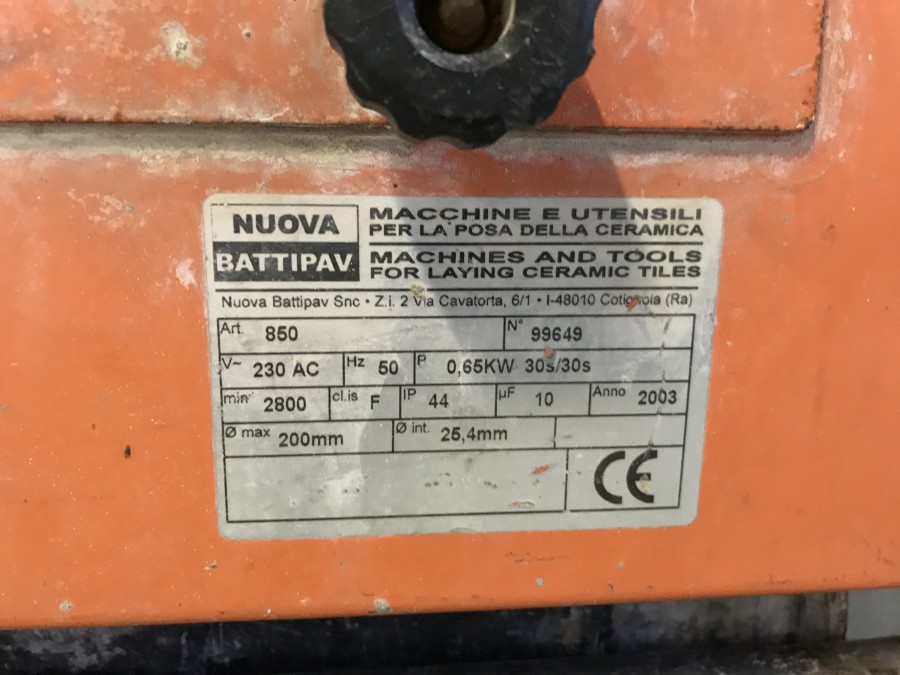 NUOVA
BATTIPAV
MACCHINE E UTENSILI
PER LA POSA DELLA CERAMICA
MACHINES AND TOOLS
FOR LAYING CERAMIC TILES
Nuova Battipav Snc • Z.i. 2 Via Cavatorta, 6/1 • I-48010 Cotignola (Ra)
Art. 850 N° 99649
V~ 230 AC Hz 50 P 0,65KW 30s/30s
min⁻ 2800 cl.is F IP 44 µF 10 Anno 2003
Ø max 200mm Ø int. 25,4mm
CE